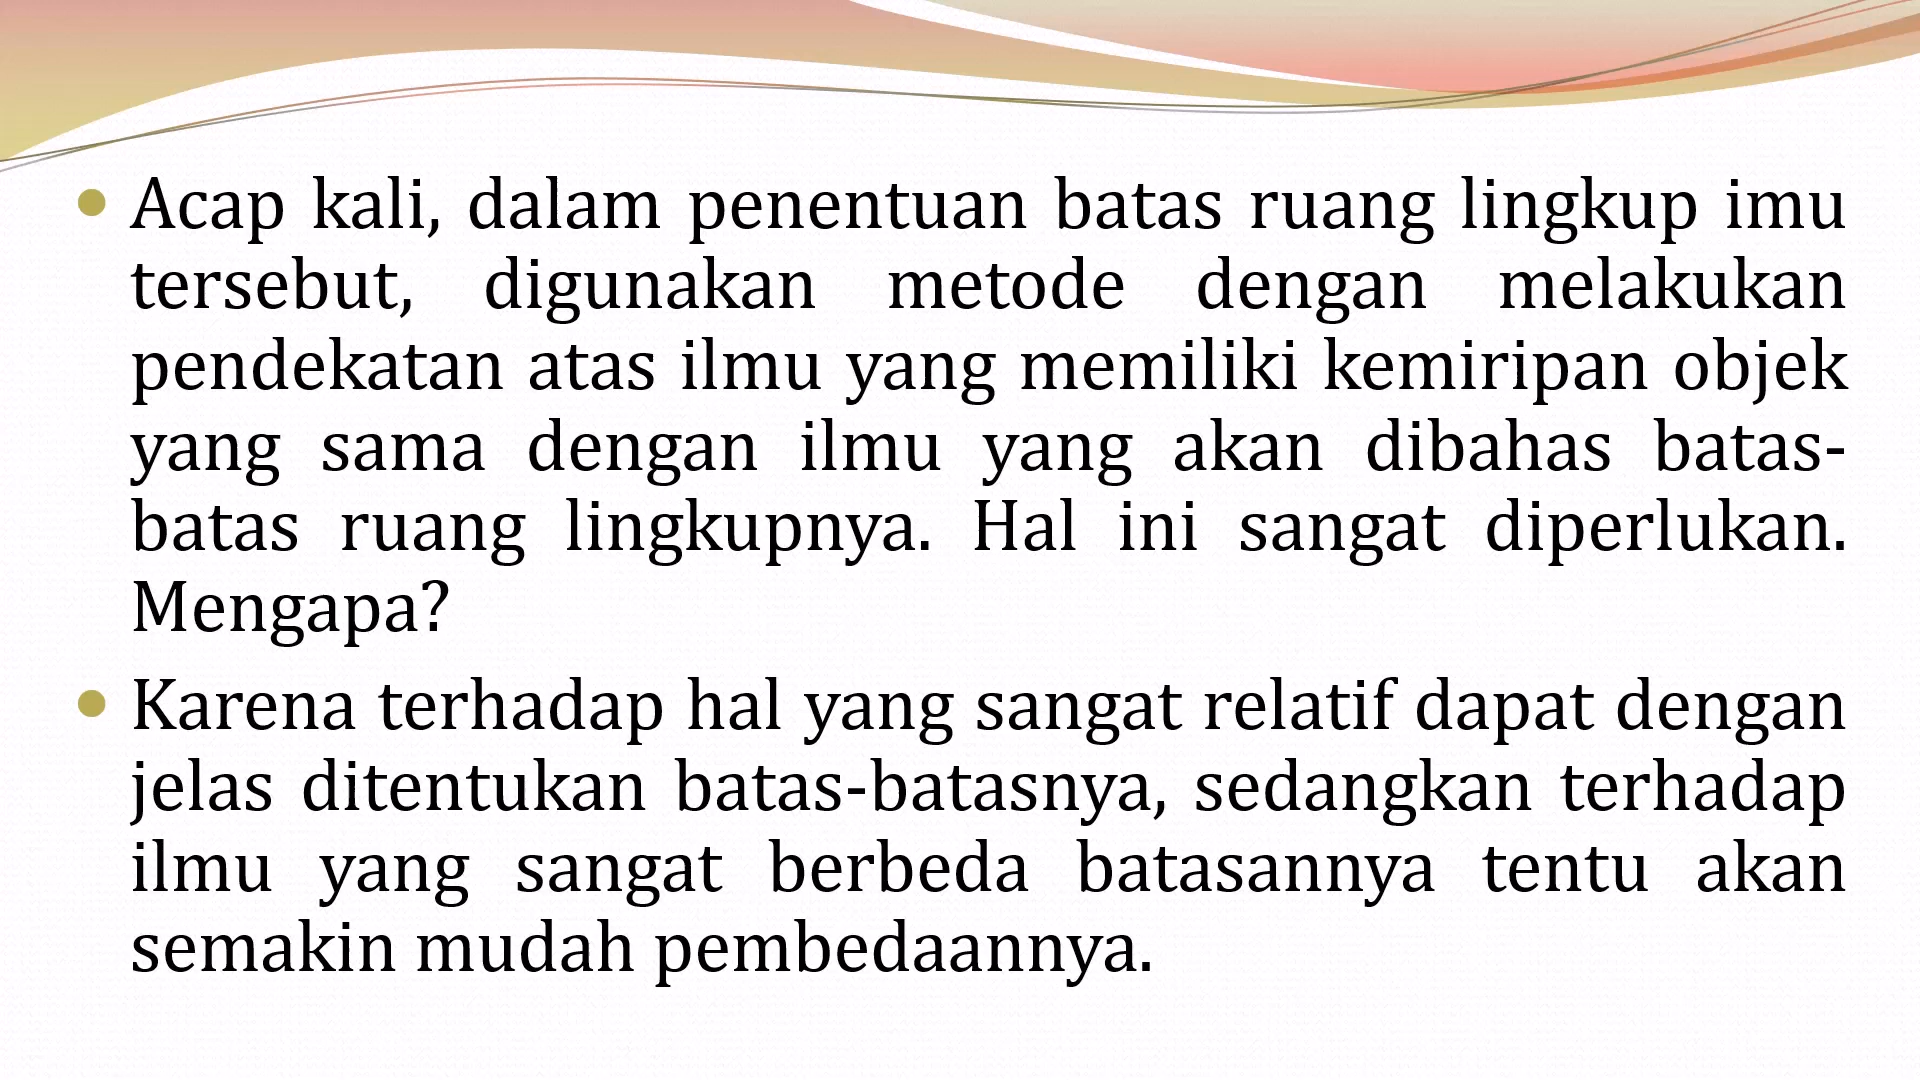 Acap kali, dalam penentuan batas ruang lingkup imu
tersebut, digunakan metode dengan melakukan
pendekatan atas ilmu yang memiliki kemiripan objek
yang sama dengan ilmu yang akan dibahas batas-
batas ruang lingkupnya. Hal ini sangat diperlukan.
Mengapa?
Karena terhadap hal yang sangat relatif dapat dengan
jelas ditentukan batas-batasnya, sedangkan terhadap
ilmu yang sangat berbeda batasannya tentu akan
semakin mudah pembedaannya.